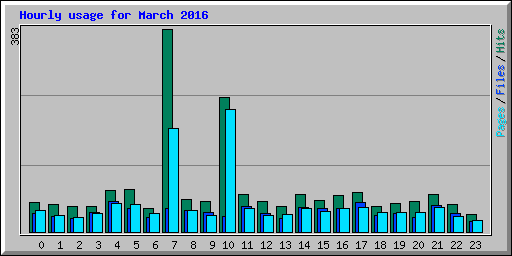 Hourly usage for March 2016
383
Pages/Files/Hits
0 1 2 3 4 5 6 7 8 9 10 11 12 13 14 15 16 17 18 19 20 21 22 23